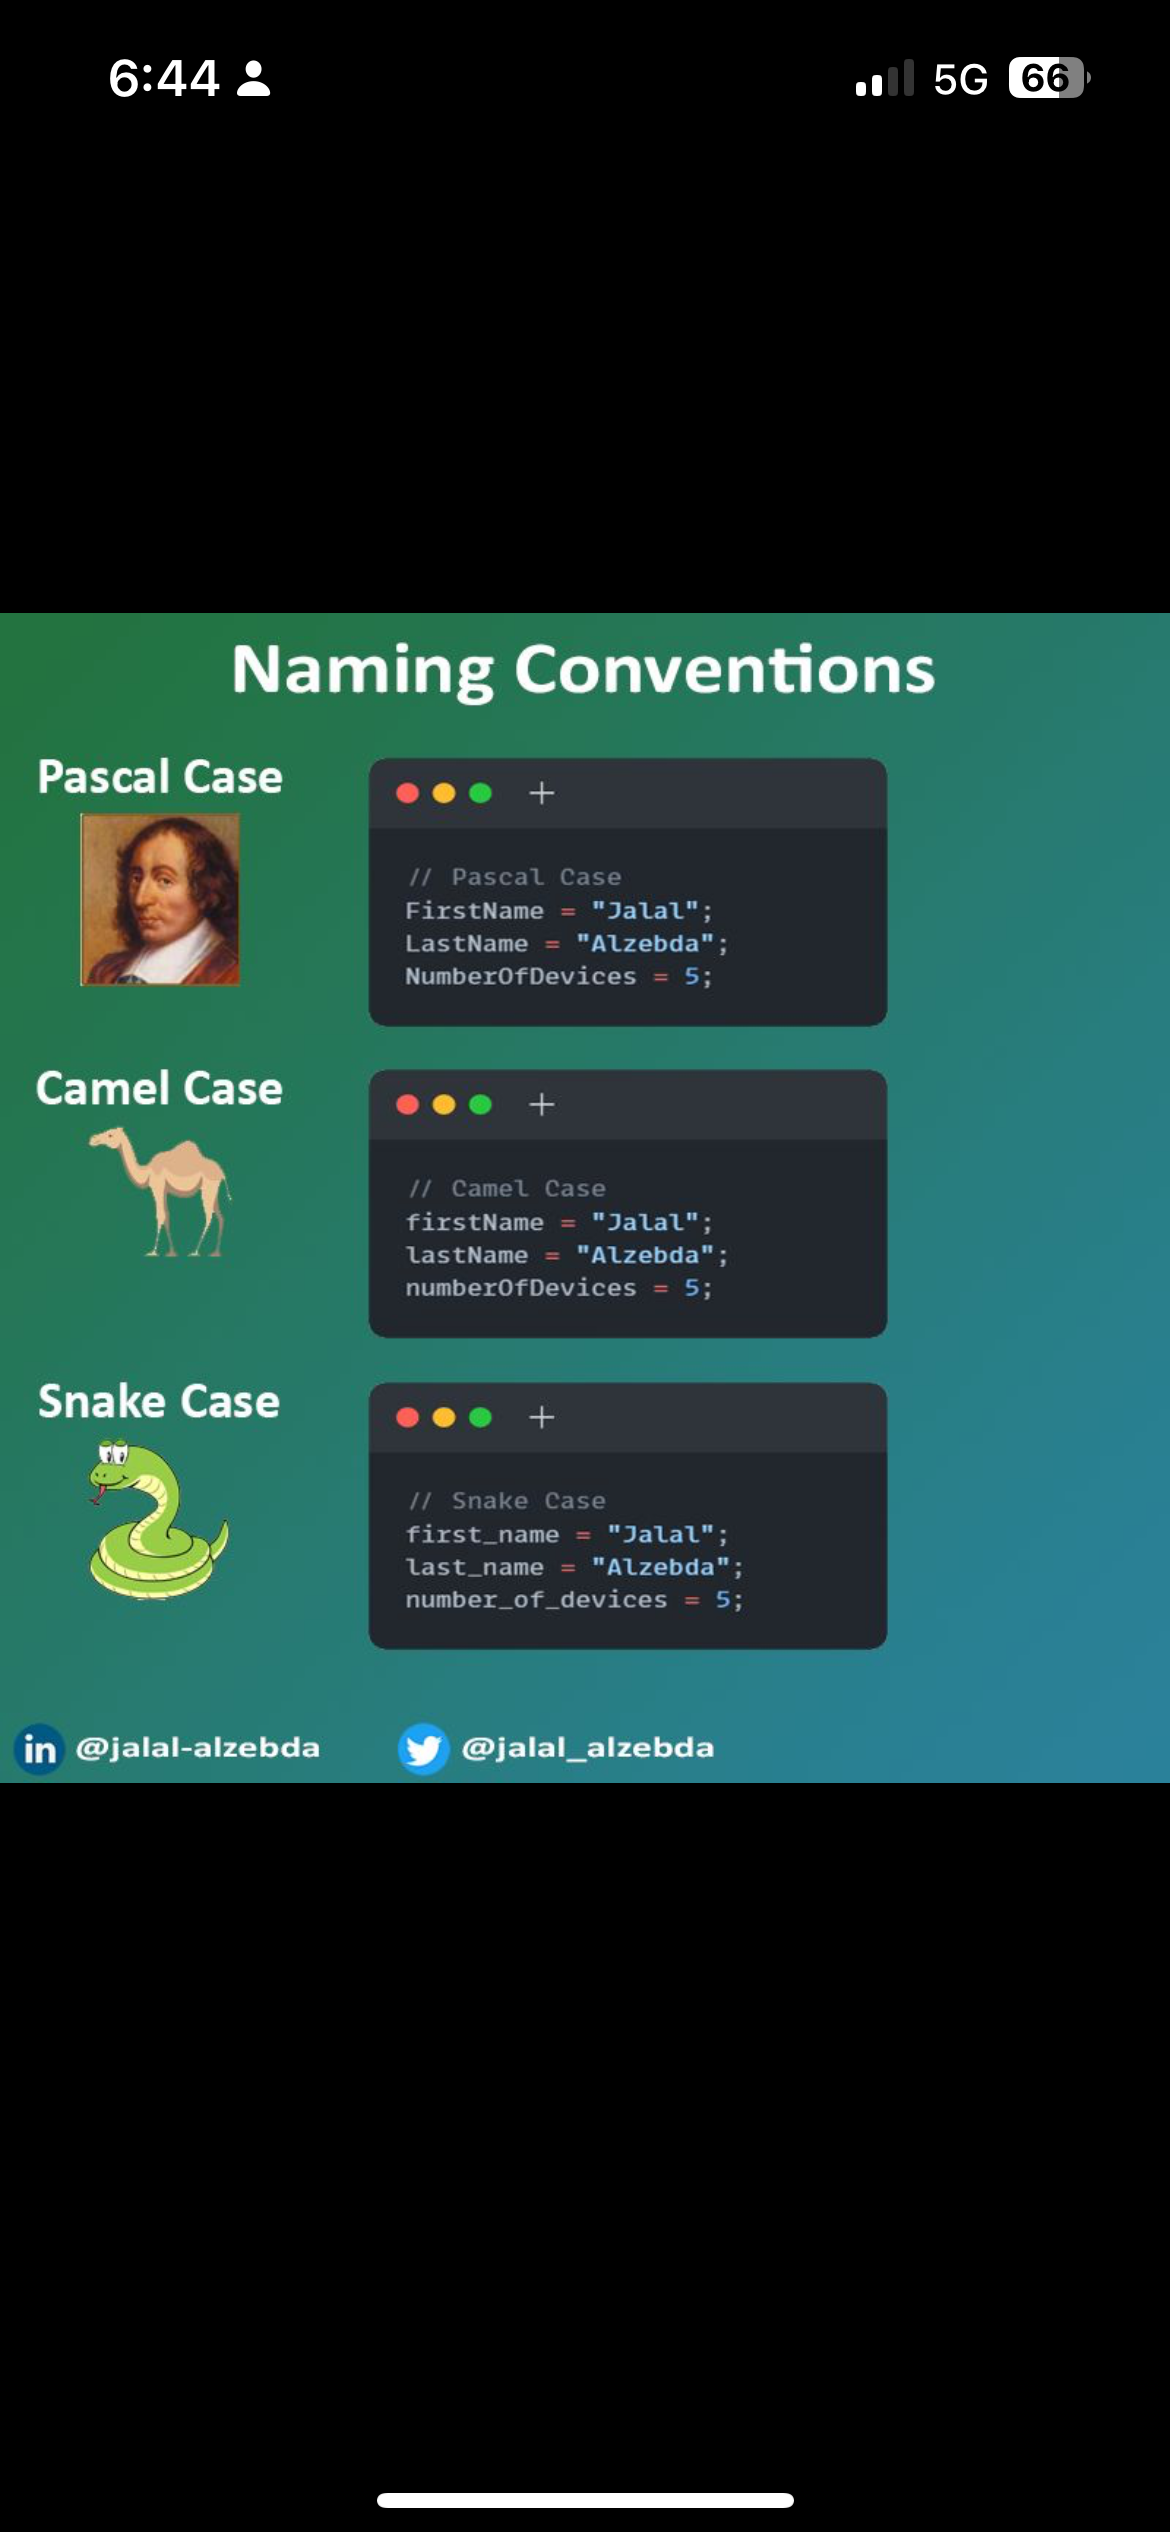 6:44
5G
66
Naming Conventions
Pascal Case
// Pascal Case
FirstName = "Jalal";
LastName = "Alzebda";
NumberOfDevices = 5;
Camel Case
// Camel Case
firstName = "Jalal";
lastName = "Alzebda";
numberOfDevices = 5;
Snake Case
// Snake Case
first_name = "Jalal";
last_name = "Alzebda";
number_of_devices = 5;
in @jalal-alzebda
@jalal_alzebda